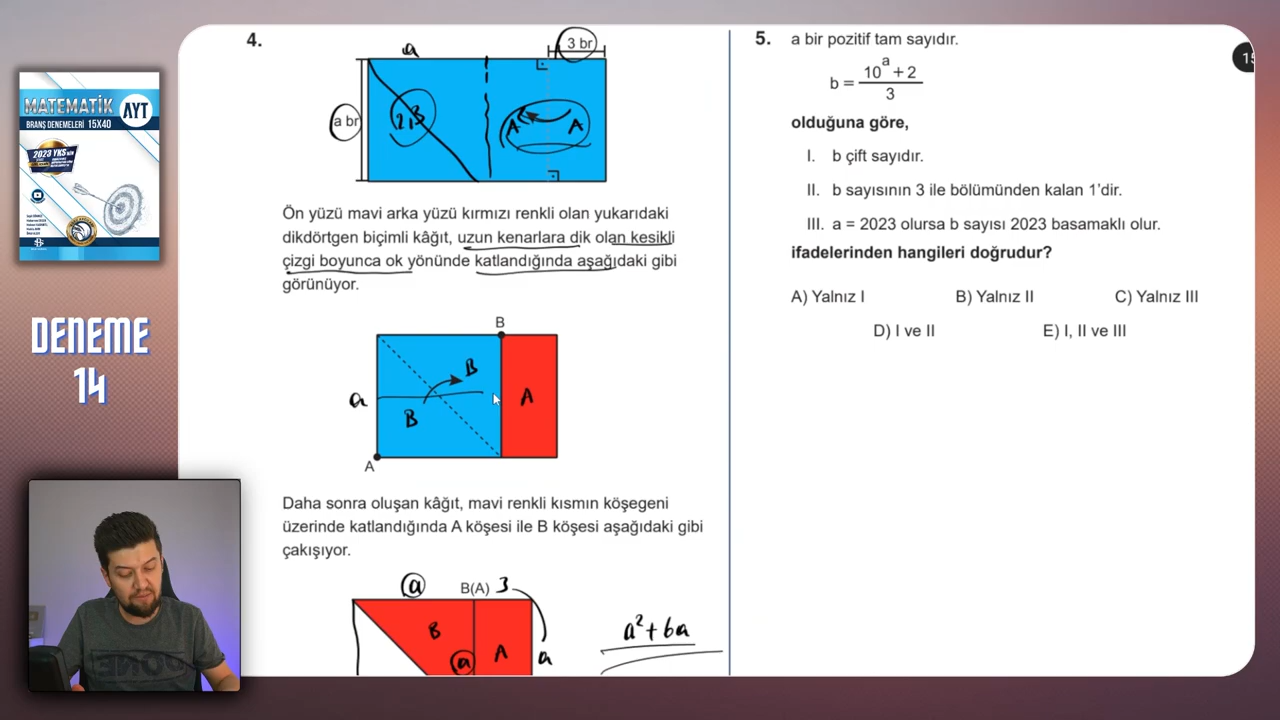 MATEMATİK
AYT
BRANŞ DENEMELERİ 15X40
2023 YKS'NİN
DENEME
14
4.
a
3 br
a br
2B
A
A
Ön yüzü mavi arka yüzü kırmızı renkli olan yukarıdaki
dikdörtgen biçimli kâğıt, uzun kenarlara dik olan kesikli
çizgi boyunca ok yönünde katlandığında aşağıdaki gibi
görünüyor.
B
B
a
B
A
A
Daha sonra oluşan kâğıt, mavi renkli kısmın köşegeni
üzerinde katlandığında A köşesi ile B köşesi aşağıdaki gibi
çakışıyor.
a
B(A)
3
B
a
A
a
a² + 6a
5.
a bir pozitif tam sayıdır.
b = (10^a + 2)/3
olduğuna göre,
I. b çift sayıdır.
II. b sayısının 3 ile bölümünden kalan 1'dir.
III. a = 2023 olursa b sayısı 2023 basamaklı olur.
ifadelerinden hangileri doğrudur?
A) Yalnız I
B) Yalnız II
C) Yalnız III
D) I ve II
E) I, II ve III
15